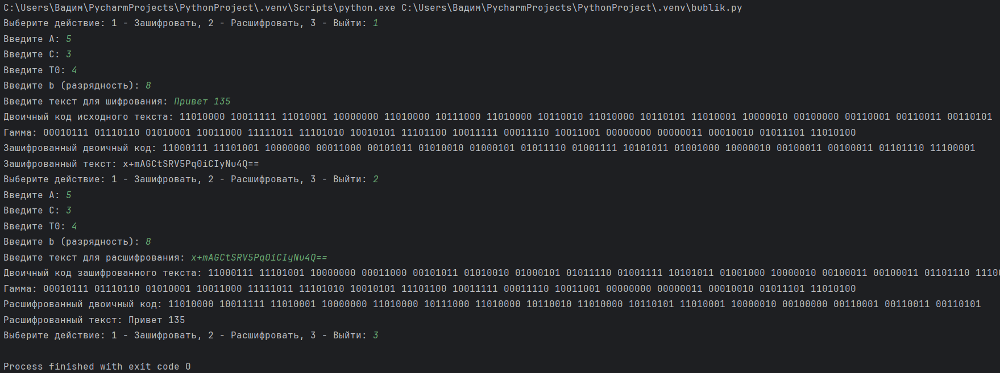 C:\Users\Вадим\PycharmProjects\PythonProject\.venv\Scripts\python.exe C:\Users\Вадим\PycharmProjects\PythonProject\.venv\bublik.py
Выберите действие: 1 - Зашифровать, 2 - Расшифровать, 3 - Выйти: 1
Введите A: 5
Введите C: 3
Введите T0: 4
Введите b (разрядность): 8
Введите текст для шифрования: Привет 135
Двоичный код исходного текста: 11010000 10011111 11010001 10000000 11010000 10111000 11010000 10110010 11010000 10110101 11010001 10000010 00100000 00110001 00110011 00110101
Гамма: 00010111 01110110 01010001 10011000 11111011 11101010 10010101 11101100 10011111 00011110 10011001 00000000 00000011 00010010 01011101 11010100
Зашифрованный двоичный код: 11000111 11101001 10000000 00011000 00101011 01010010 01000101 01011110 01001111 10101011 01001000 10000010 00100011 00100011 01101110 11100001
Зашифрованный текст: x+mAGCtSRV5Pq0iCIyNu4Q==
Выберите действие: 1 - Зашифровать, 2 - Расшифровать, 3 - Выйти: 2
Введите A: 5
Введите C: 3
Введите T0: 4
Введите b (разрядность): 8
Введите текст для расшифрования: x+mAGCtSRV5Pq0iCIyNu4Q==
Двоичный код зашифрованного текста: 11000111 11101001 10000000 00011000 00101011 01010010 01000101 01011110 01001111 10101011 01001000 10000010 00100011 00100011 01101110 11100
Гамма: 00010111 01110110 01010001 10011000 11111011 11101010 10010101 11101100 10011111 00011110 10011001 00000000 00000011 00010010 01011101 11010100
Расшифрованный двоичный код: 11010000 10011111 11010001 10000000 11010000 10111000 11010000 10110010 11010000 10110101 11010001 10000010 00100000 00110001 00110011 00110101
Расшифрованный текст: Привет 135
Выберите действие: 1 - Зашифровать, 2 - Расшифровать, 3 - Выйти: 3
Process finished with exit code 0